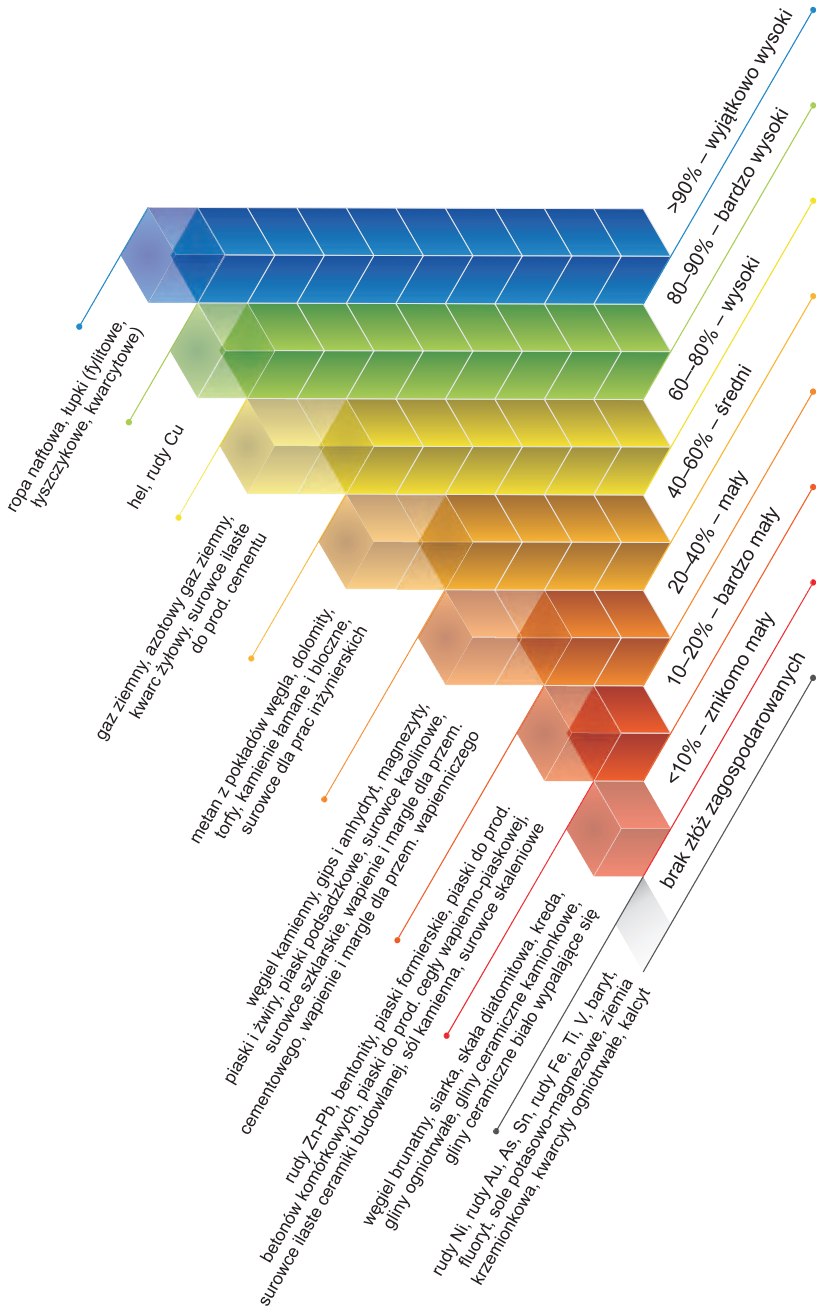 >90% – wyjątkowo wysoki
80–90% – bardzo wysoki
60–80% – wysoki
40–60% – średni
20–40% – mały
10–20% – bardzo mały
<10% – znikomo mały
brak złóż zagospodarowanych
ropa naftowa, łupki (fylitowe,
łyszczykowe, kwarcytowe)
hel, rudy Cu
gaz ziemny, azotowy gaz ziemny,
kwarc żyłowy, surowce ilaste
do prod. cementu
metan z pokładów węgla, dolomity,
torfy, kamienie łamane i bloczne,
surowce dla prac inżynierskich
węgiel kamienny, gips i anhydryt, magnezyty,
piaski i żwiry, piaski podsadzkowe, surowce kaolinowe,
surowce szklarskie, wapienie i margle dla przem.
cementowego, wapienie i margle dla przem. wapienniczego
rudy Zn-Pb, bentonity, piaski formierskie, piaski do prod.
betonów komórkowych, piaski do prod. cegły wapienno-piaskowej,
surowce ilaste ceramiki budowlanej, sól kamienna, surowce skaleniowe
węgiel brunatny, siarka, skała diatomitowa, kreda,
gliny ogniotrwałe, gliny ceramiczne kamionkowe,
gliny ceramiczne biało wypalające się
rudy Ni, rudy Au, As, Sn, rudy Fe, Ti, V, baryt,
fluoryt, sole potasowo-magnezowe, ziemia
krzemionkowa, kwarcyty ogniotrwałe, kalcyt